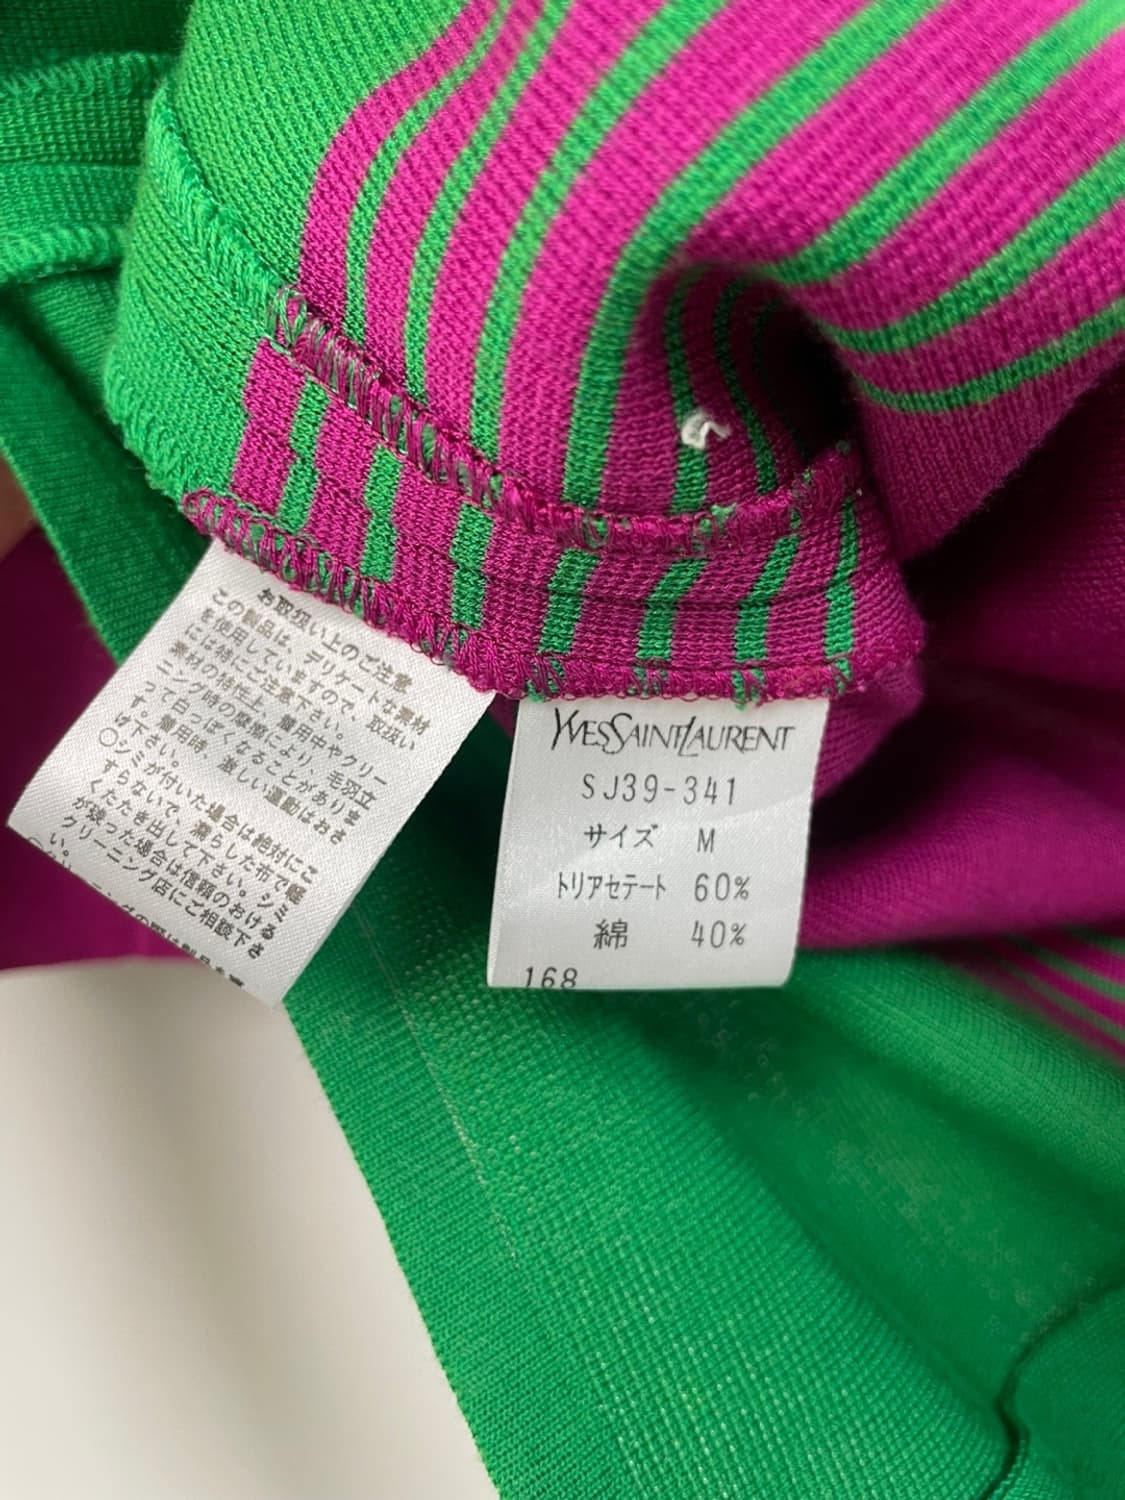 お取扱い上のご注意
この製品は、デリケートな素材
を使用していますので、取扱い
には特にご注意下さい。
素材の特性上、着用中やクリー
ニング時の摩擦により、毛羽立
って白っぽくなることがありま
す。着用時、激しい運動はおさ
け下さい。
○シミが付いた場合は絶対にこ
すらないで、濡らした布で軽
くたたき出して下さい。シミ
が残った場合は信頼のおける
クリーニング店にご相談下さ
い。
YVESSAINTLAURENT
SJ39-341
サイズ M
トリアセテート 60%
綿 40%
168